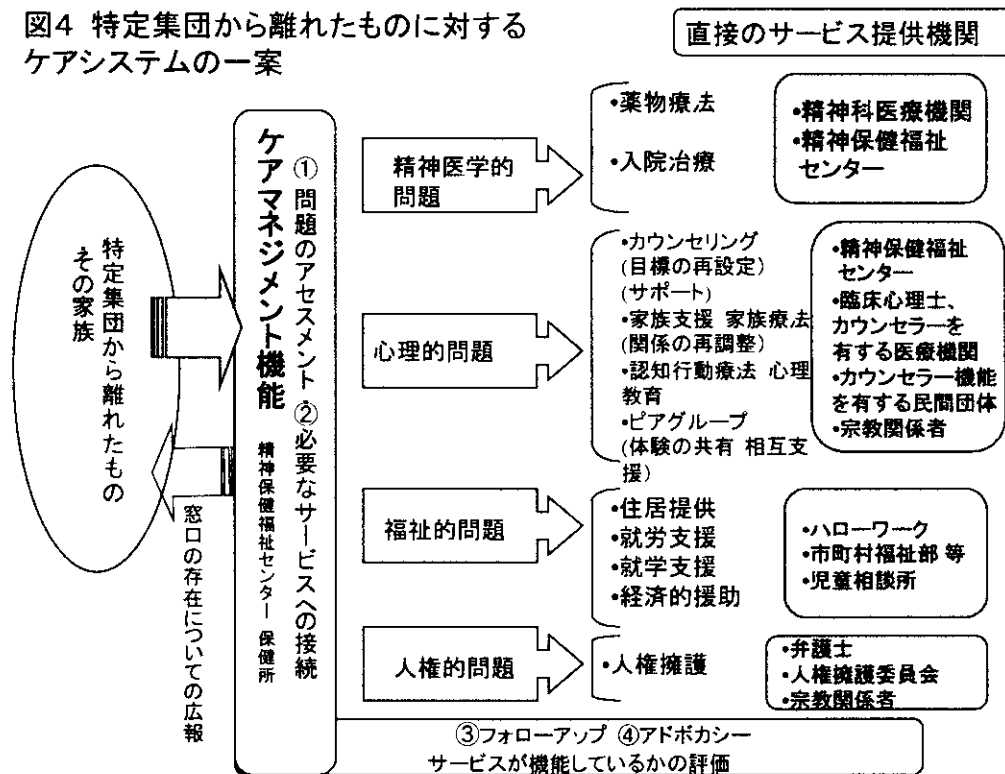 図4 特定集団から離れたものに対する
ケアシステムの一案
直接のサービス提供機関
特定集団から離れたもの
その家族
窓口の存在についての広報
①問題のアセスメント・②必要なサービスへの接続
ケアマネジメント機能 精神保健福祉センター 保健所
精神医学的
問題
•薬物療法
•入院治療
•精神科医療機関
•精神保健福祉
センター
心理的問題
•カウンセリング
(目標の再設定)
(サポート)
•家族支援 家族療法
(関係の再調整)
•認知行動療法 心理
教育
•ピアグループ
(体験の共有 相互支
援)
•精神保健福祉
センター
•臨床心理士、
カウンセラーを
有する医療機関
•カウンセラー機能
を有する民間団体
•宗教関係者
福祉的問題
•住居提供
•就労支援
•就学支援
•経済的援助
•ハローワーク
•市町村福祉部 等
•児童相談所
人権的問題
•人権擁護
•弁護士
•人権擁護委員会
•宗教関係者
③フォローアップ ④アドボカシー
サービスが機能しているかの評価